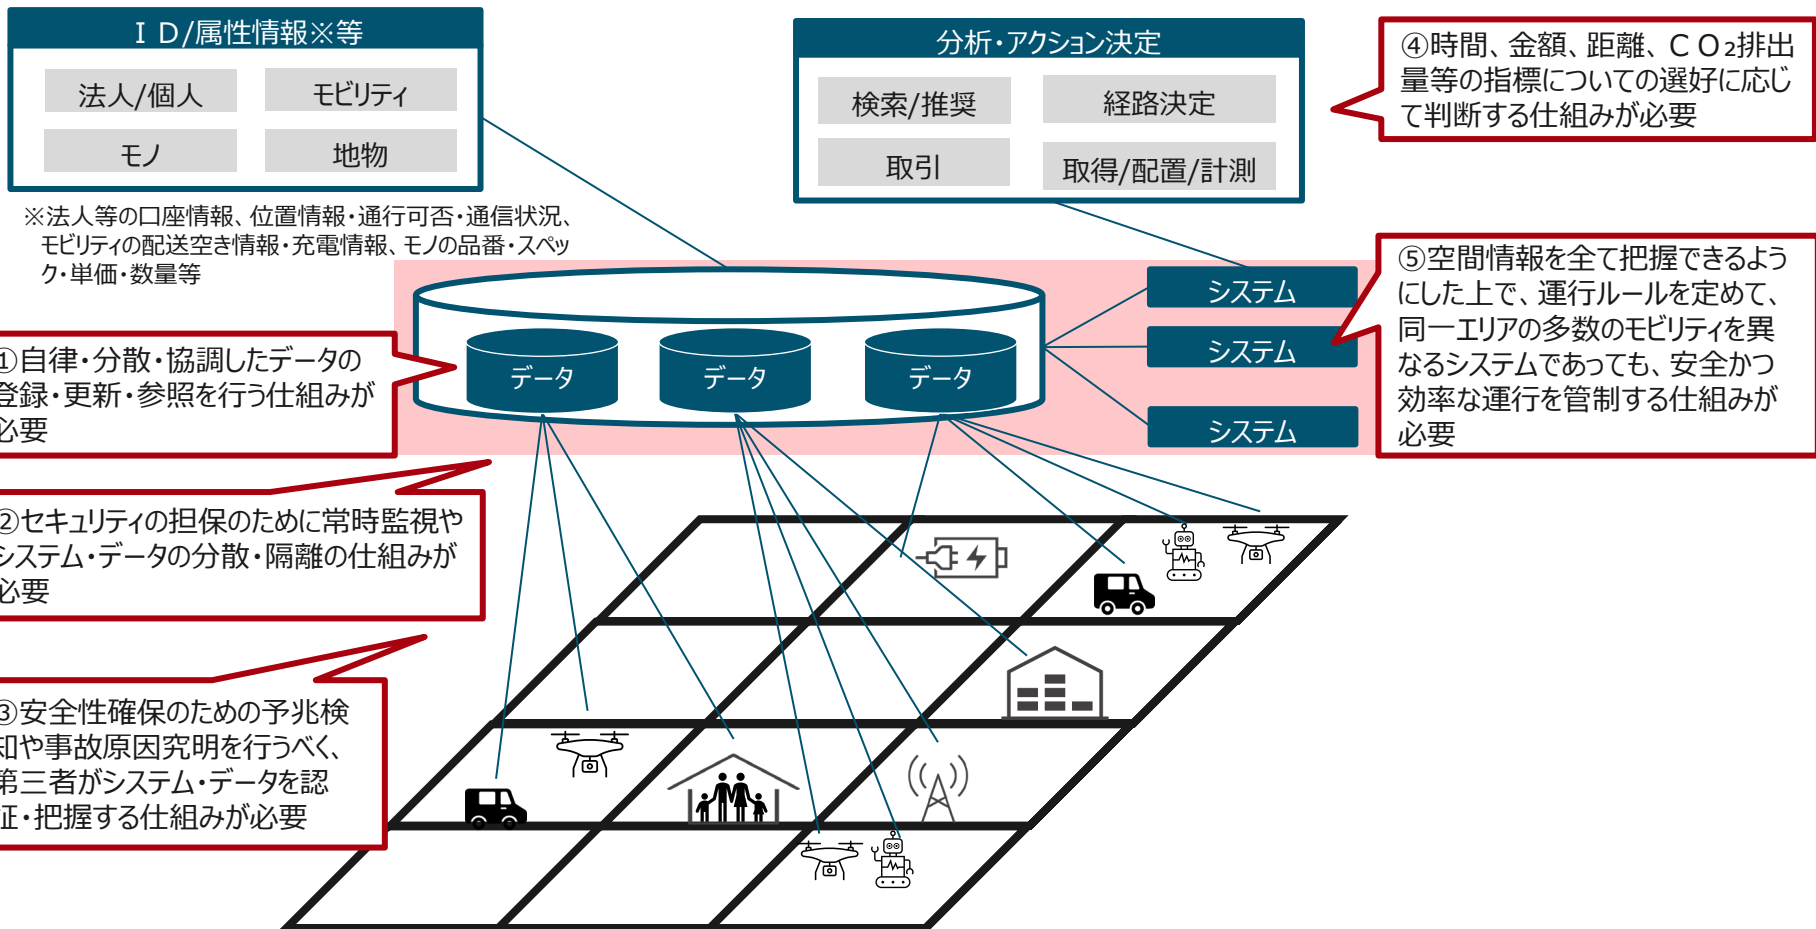 ＩＤ/属性情報※等
法人/個人
モビリティ
モノ
地物
※法人等の口座情報、位置情報・通行可否・通信状況、
モビリティの配送空き情報・充電情報、モノの品番・スペッ
ク・単価・数量等
分析・アクション決定
検索/推奨
経路決定
取引
取得/配置/計測
④時間、金額、距離、ＣＯ₂排出
量等の指標についての選好に応じ
て判断する仕組みが必要
⑤空間情報を全て把握できるよう
にした上で、運行ルールを定めて、
同一エリアの多数のモビリティを異
なるシステムであっても、安全かつ
効率な運行を管制する仕組みが
必要
システム
システム
システム
データ
データ
データ
①自律・分散・協調したデータの
登録・更新・参照を行う仕組みが
必要
②セキュリティの担保のために常時監視や
システム・データの分散・隔離の仕組みが
必要
③安全性確保のための予兆検
知や事故原因究明を行うべく、
第三者がシステム・データを認
証・把握する仕組みが必要